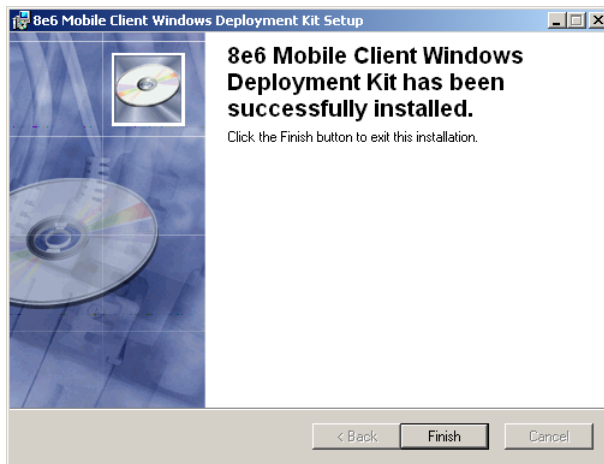 8e6 Mobile Client Windows Deployment Kit Setup
8e6 Mobile Client Windows
Deployment Kit has been
successfully installed.
Click the Finish button to exit this installation.
< Back
Finish
Cancel